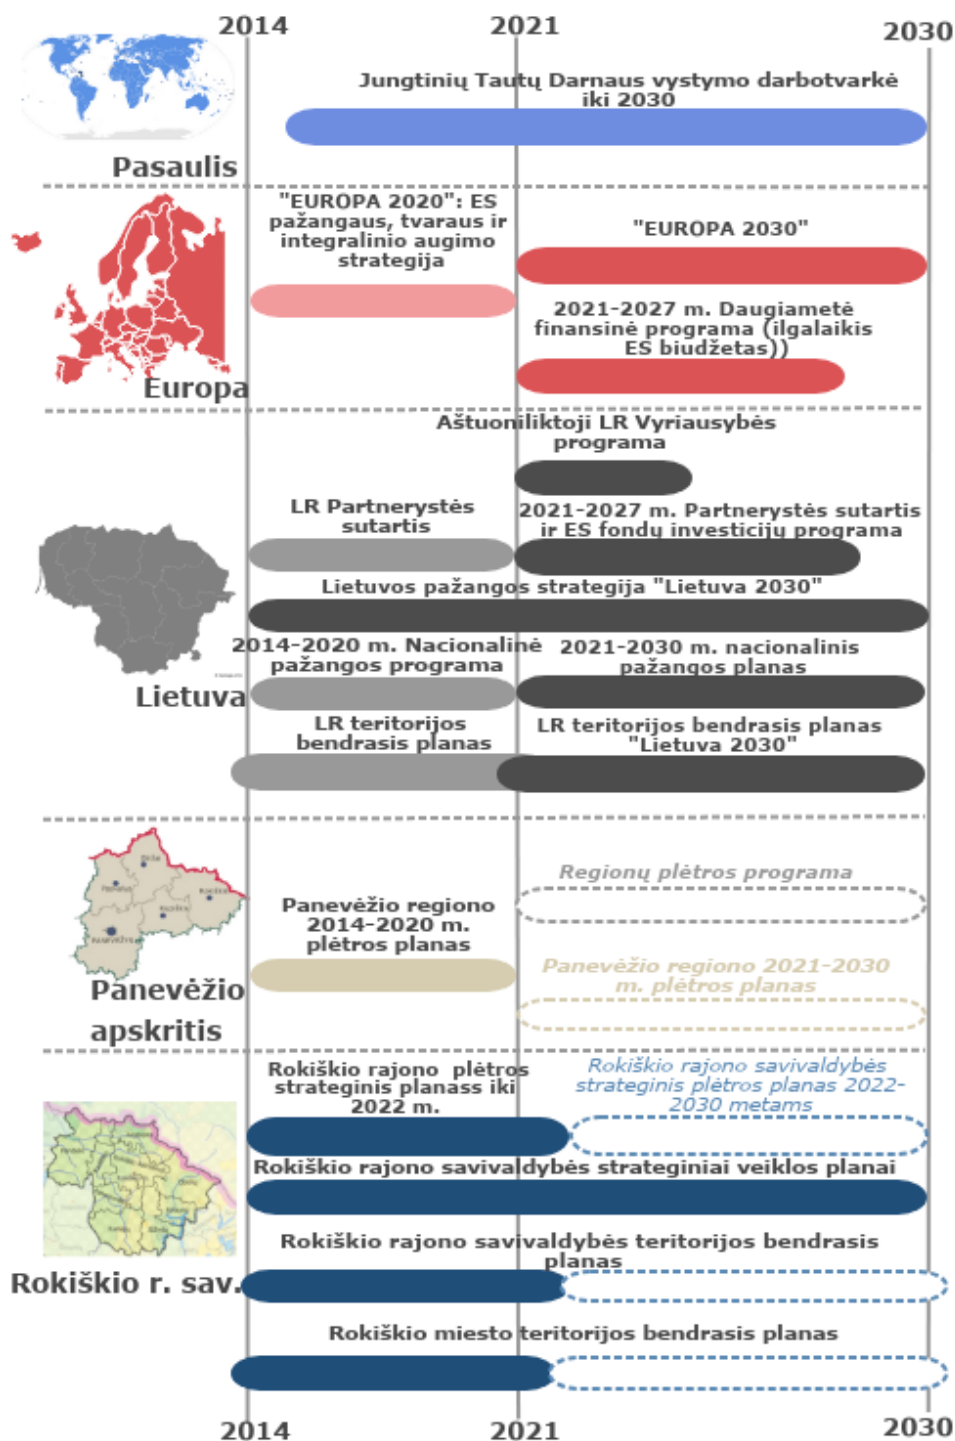 2014
2021
2030
Jungtinių Tautų Darnaus vystymo darbotvarkė
iki 2030
Pasaulis
"EUROPA 2020": ES
pažangaus, tvaraus ir
integralinio augimo
strategija
"EUROPA 2030"
2021-2027 m. Daugiametė
finansinė programa (ilgalaikis
ES biudžetas))
Europa
Aštuoniliktoji LR Vyriausybės
programa
LR Partnerystės
sutartis
2021-2027 m. Partnerystės sutartis
ir ES fondų investicijų programa
Lietuvos pažangos strategija "Lietuva 2030"
2014-2020 m. Nacionalinė
pažangos programa
2021-2030 m. nacionalinis
pažangos planas
Lietuva
LR teritorijos
bendrasis planas
LR teritorijos bendrasis planas
"Lietuva 2030"
Regionų plėtros programa
Panevėžio regiono
2014-2020 m.
plėtros planas
Panevėžio regiono 2021-2030
m. plėtros planas
Panevėžio
apskritis
Rokiškio rajono plėtros
strateginis planass iki
2022 m.
Rokiškio rajono savivaldybės
strateginis plėtros planas 2022-
2030 metams
Rokiškio rajono savivaldybės strateginiai veiklos planai
Rokiškio rajono savivaldybės teritorijos bendrasis
planas
Rokiškio r. sav.
Rokiškio miesto teritorijos bendrasis planas
2014
2021
2030